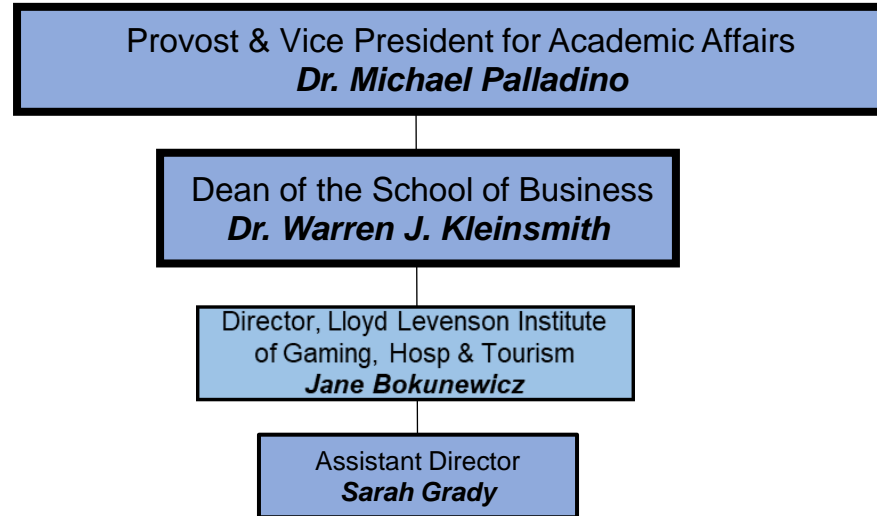 Provost & Vice President for Academic Affairs
Dr. Michael Palladino
Dean of the School of Business
Dr. Warren J. Kleinsmith
Director, Lloyd Levenson Institute
of Gaming, Hosp & Tourism
Jane Bokunewicz
Assistant Director
Sarah Grady